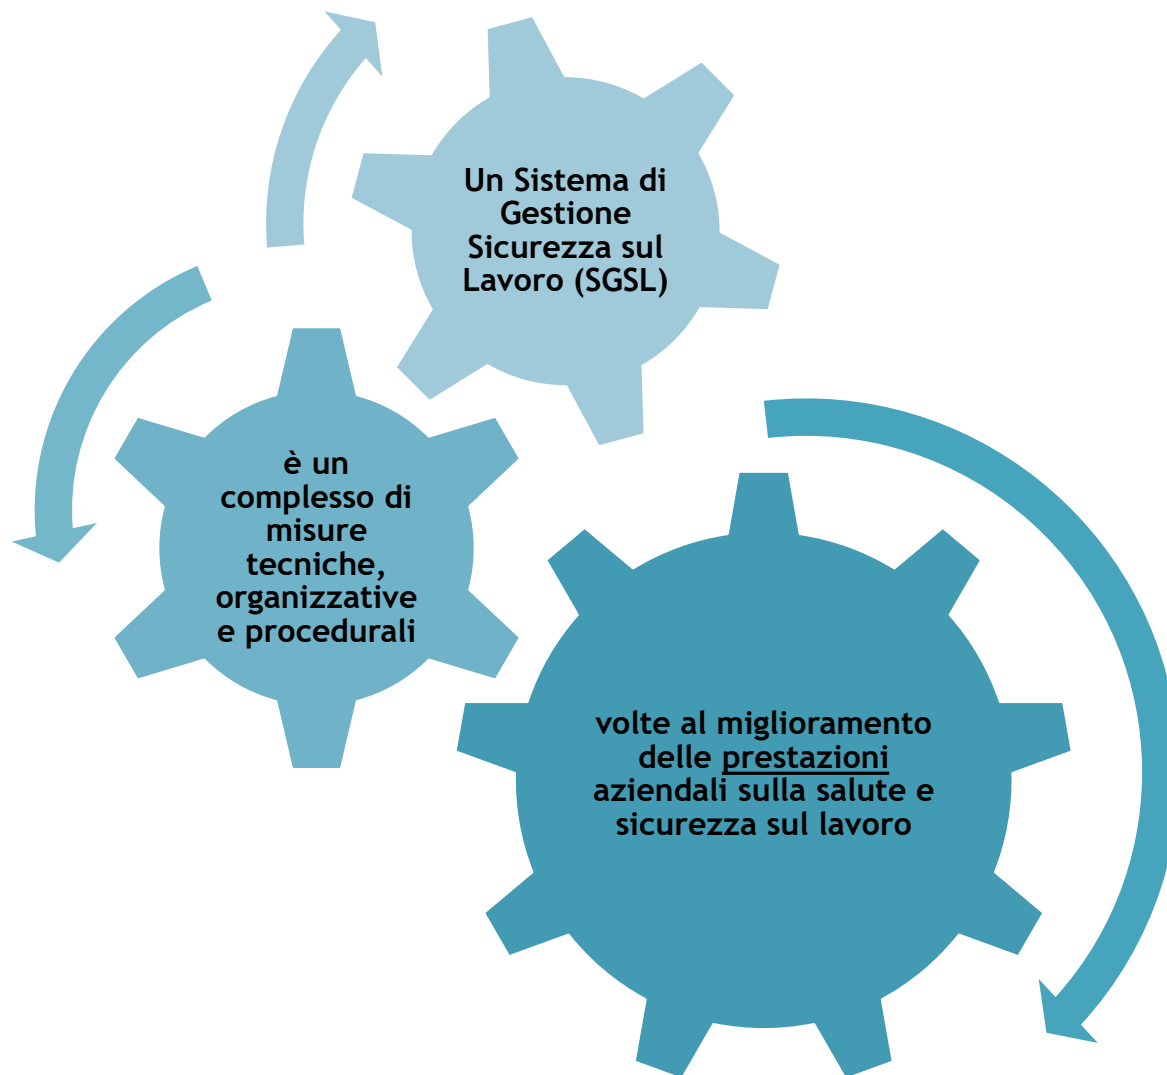 Un Sistema di
Gestione
Sicurezza sul
Lavoro (SGSL)
è un
complesso di
misure
tecniche,
organizzative
e procedurali
volte al miglioramento
delle prestazioni
aziendali sulla salute e
sicurezza sul lavoro